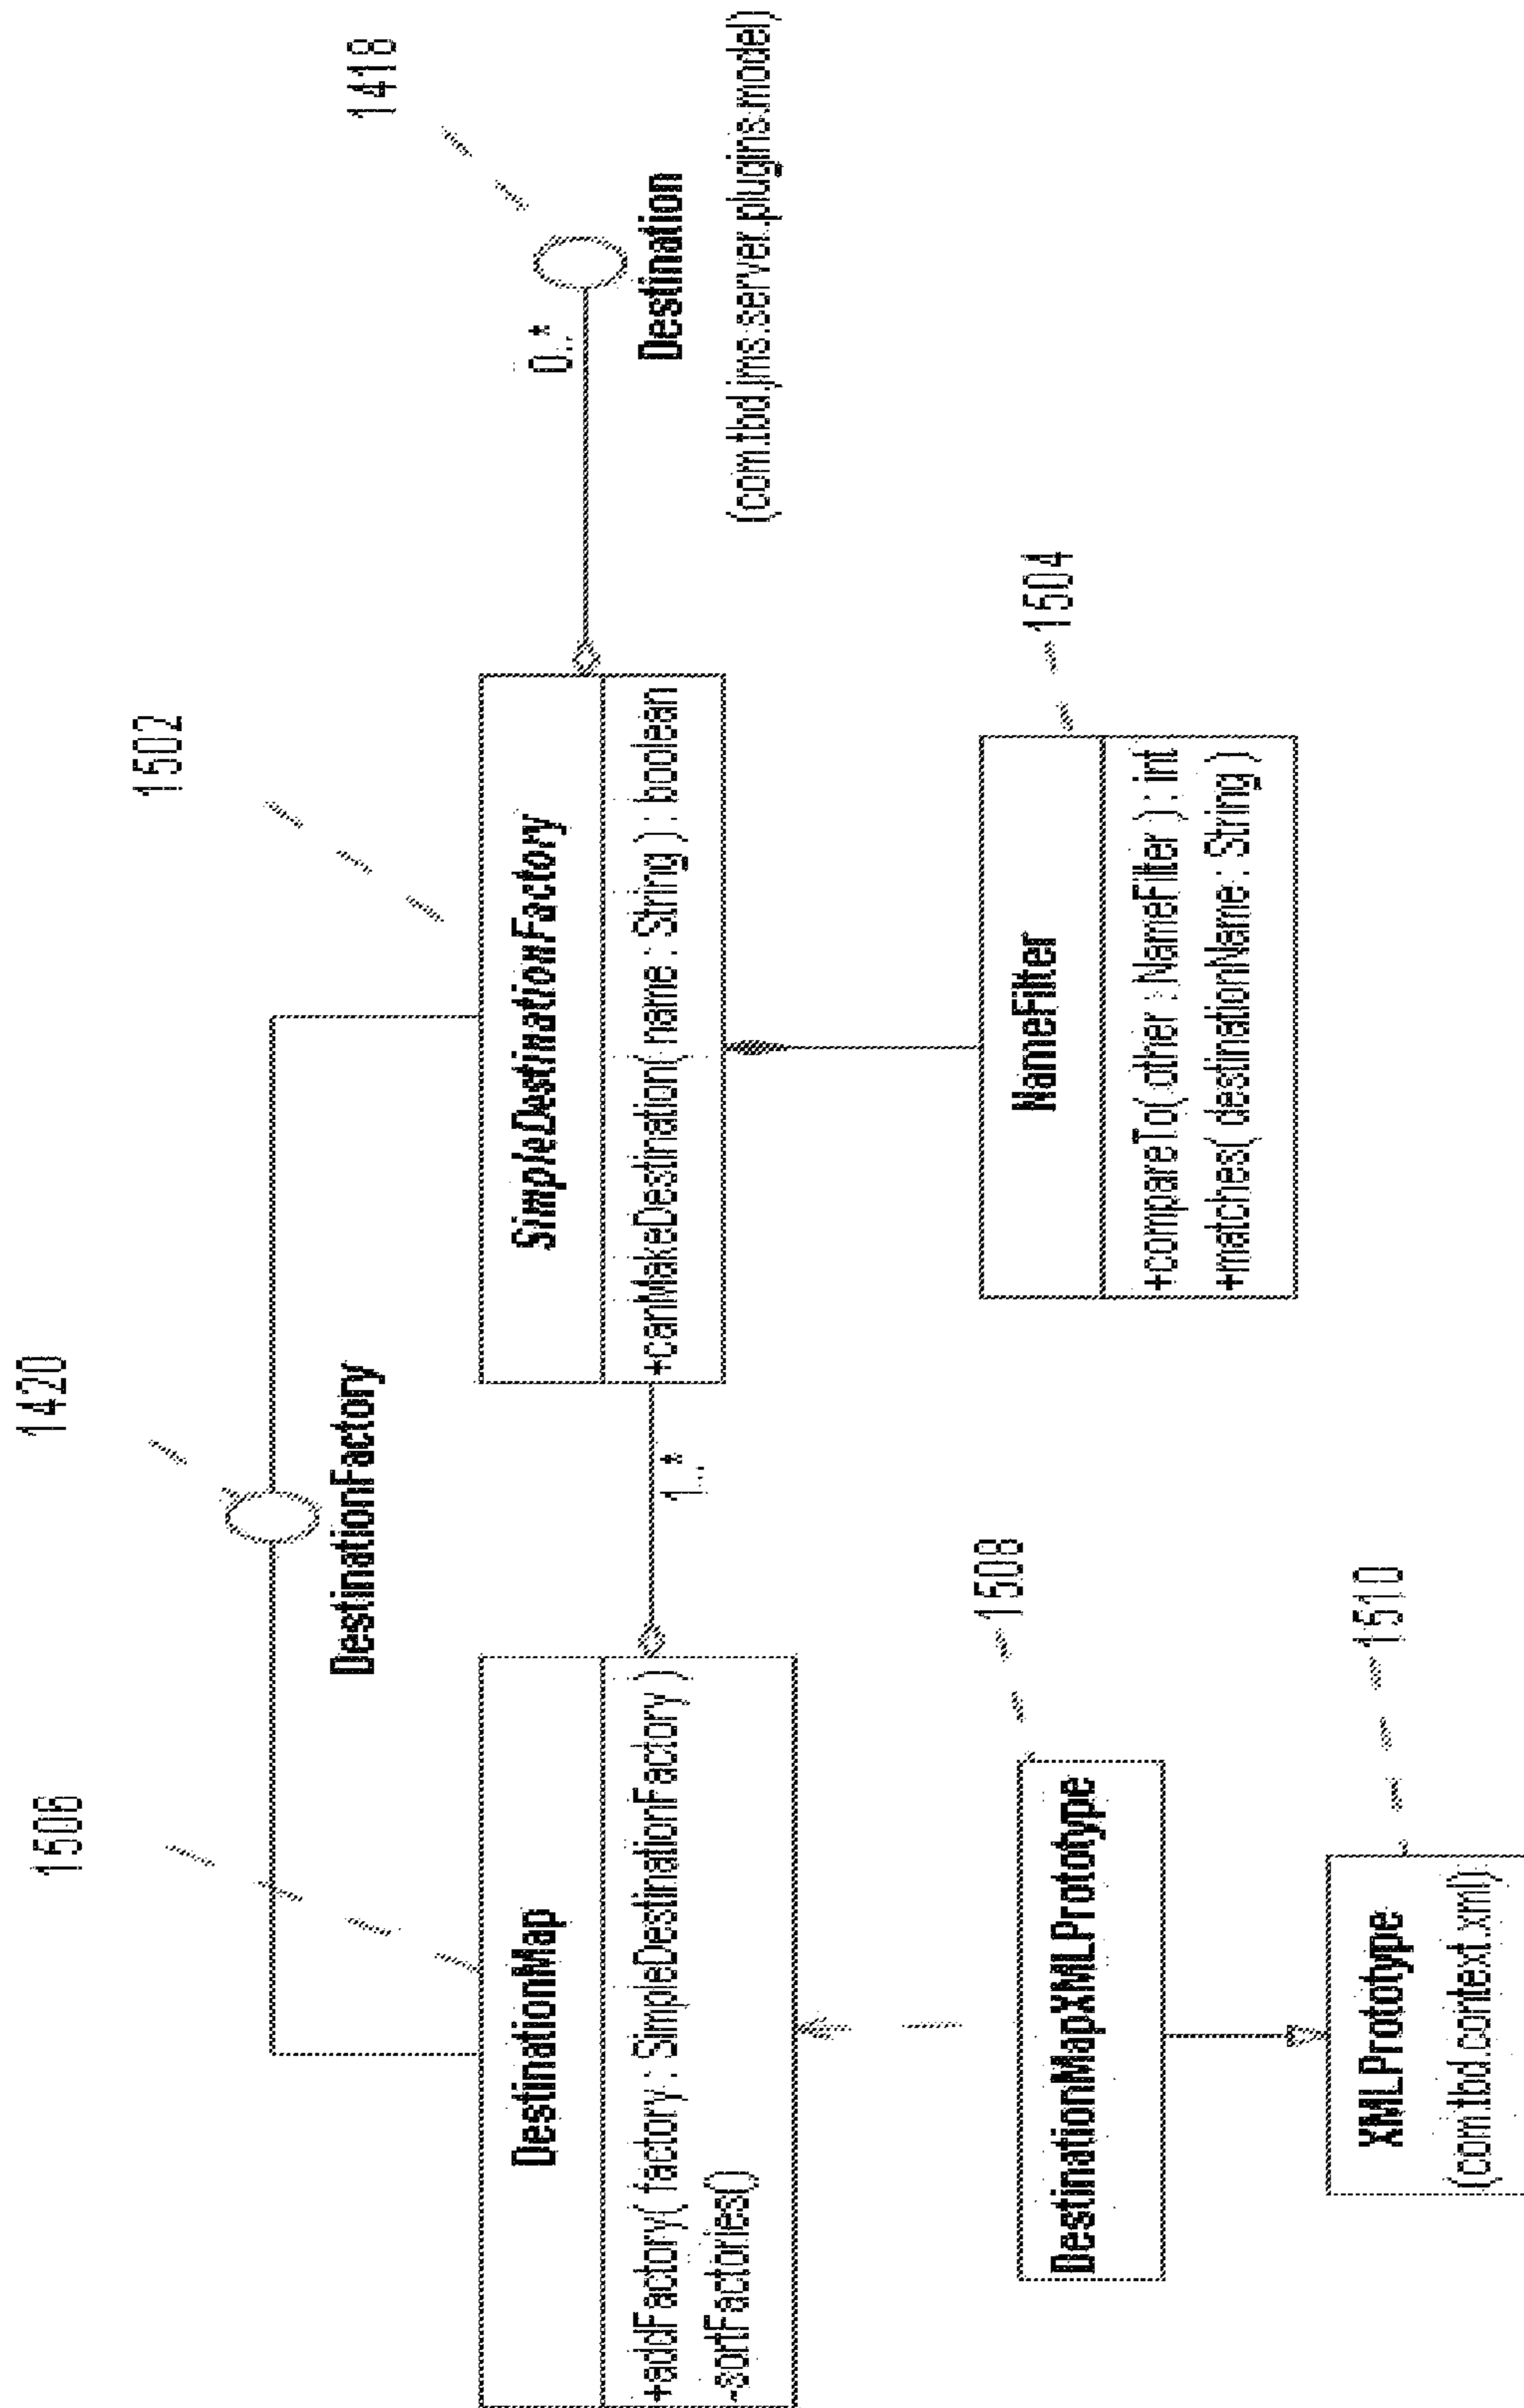 1506
1420
1502
1418
DestinationFactory
DestinationMap
+addFactory( factory : SimpleDestinationFactory )
-sortFactories()
1..*
SimpleDestinationFactory
+canMakeDestination( name : String ) : boolean
0..*
Destination
(com.tbd.jms.server.plugins.model)
1508
DestinationMapXMLPrototype
1504
NameFilter
+compareTo( other : NameFilter ) : int
+matches( destinationName : String )
1510
XMLPrototype
(com.tbd.context.xml)